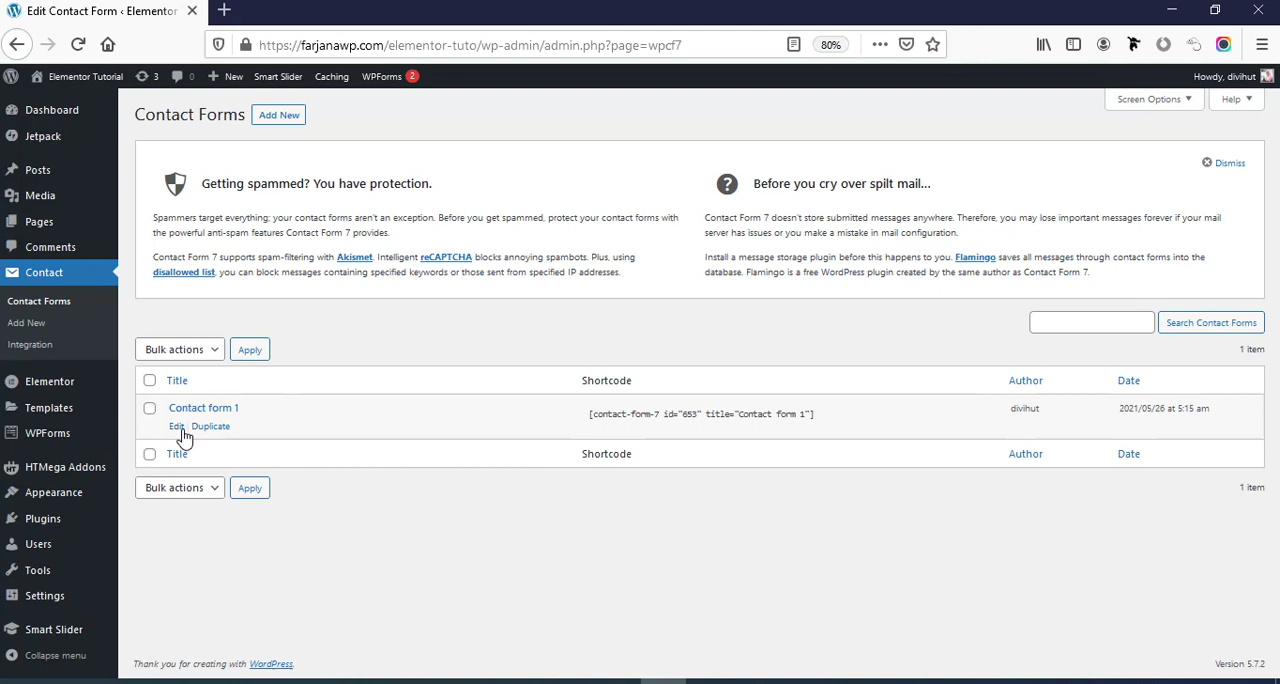 Edit Contact Form ‹ Elementor
https://farjanawp.com/elementor-tuto/wp-admin/admin.php?page=wpcf7
80%
Elementor Tutorial 3 0 New Smart Slider Caching WPForms 2 Howdy, divihut
Dashboard
Jetpack
Posts
Media
Pages
Comments
Contact
Contact Forms
Add New
Integration
Elementor
Templates
WPForms
HTMega Addons
Appearance
Plugins
Users
Tools
Settings
Smart Slider
Collapse menu
Screen Options Help
Contact Forms Add New
Dismiss
Getting spammed? You have protection.
Spammers target everything; your contact forms aren't an exception. Before you get spammed, protect your contact forms with
the powerful anti-spam features Contact Form 7 provides.
Contact Form 7 supports spam-filtering with Akismet. Intelligent reCAPTCHA blocks annoying spambots. Plus, using
disallowed list, you can block messages containing specified keywords or those sent from specified IP addresses.
Before you cry over spilt mail...
Contact Form 7 doesn't store submitted messages anywhere. Therefore, you may lose important messages forever if your mail
server has issues or you make a mistake in mail configuration.
Install a message storage plugin before this happens to you. Flamingo saves all messages through contact forms into the
database. Flamingo is a free WordPress plugin created by the same author as Contact Form 7.
Search Contact Forms
Bulk actions Apply
1 item
Title Shortcode Author Date
Contact form 1 [contact-form-7 id="653" title="Contact form 1"] divihut 2021/05/26 at 5:15 am
Edit Duplicate
Title Shortcode Author Date
Bulk actions Apply
1 item
Thank you for creating with WordPress.
Version 5.7.2